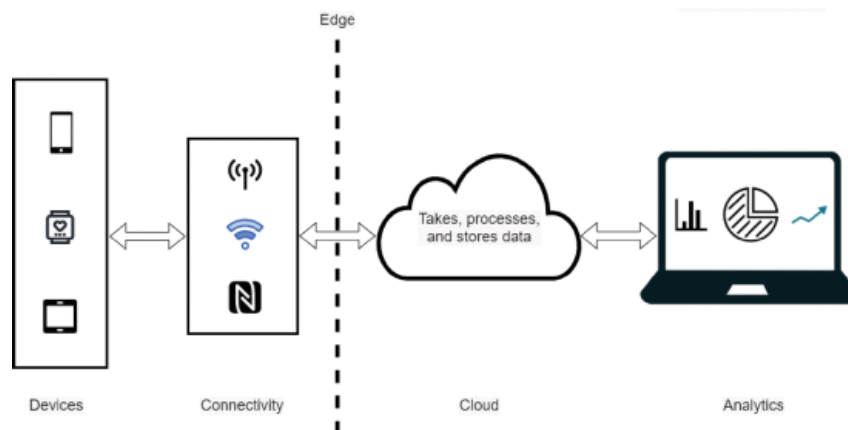 Edge
Takes, processes,
and stores data
Devices
Connectivity
Cloud
Analytics